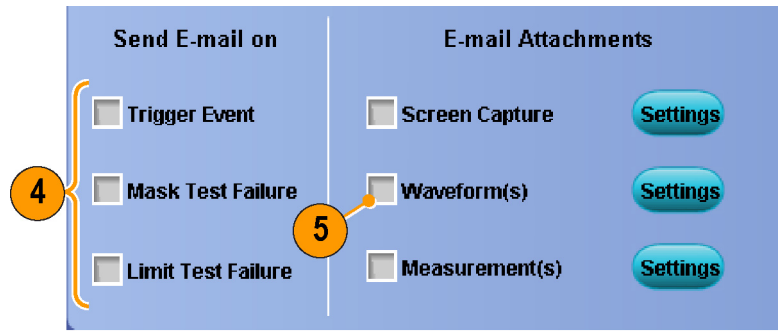 Send E-mail on
E-mail Attachments
4
Trigger Event
Screen Capture
Settings
Mask Test Failure
5
Waveform(s)
Settings
Limit Test Failure
Measurement(s)
Settings